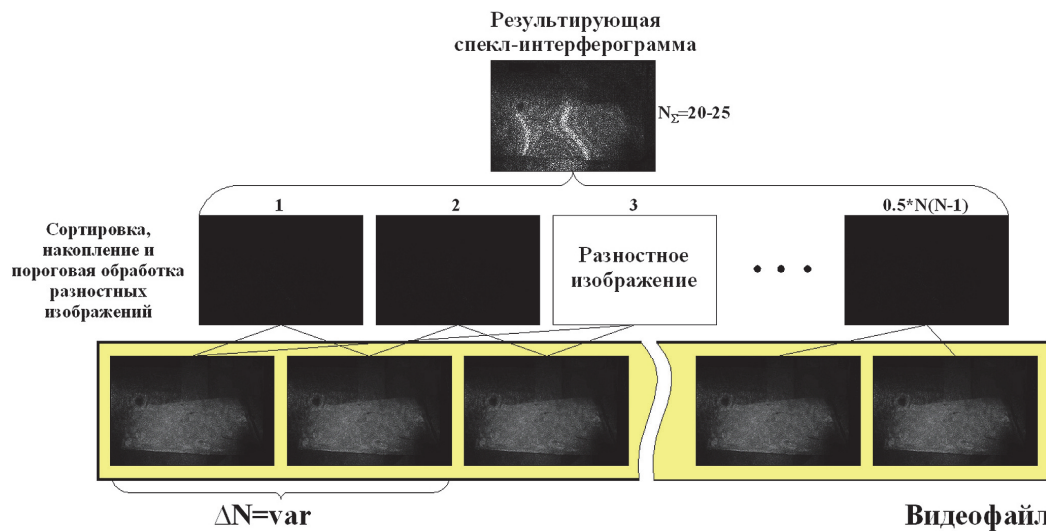 Результирующая
спекл-интерферограмма
N_Σ=20-25
1
2
3
0.5*N(N-1)
Сортировка,
накопление и
пороговая обработка
разностных
изображений
Разностное
изображение
• • •
ΔN=var
Видеофайл